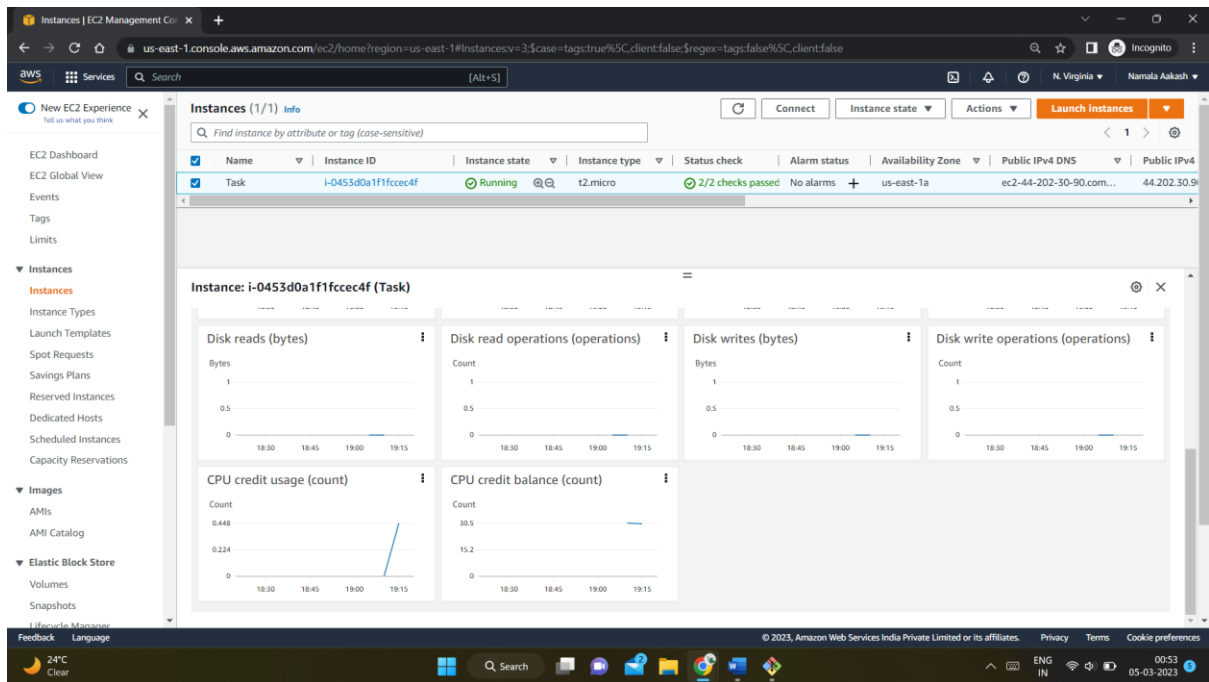 Instances | EC2 Management Co
us-east-1.console.aws.amazon.com/ec2/home?region=us-east-1#Instances:v=3;$case=tags:true%5C,client:false;$regex=tags:false%5C,client:false
Incognito
aws Services Search [Alt+S] N. Virginia ▼ Namala Aakash ▼
New EC2 Experience
Tell us what you think
EC2 Dashboard
EC2 Global View
Events
Tags
Limits
Instances
Instances
Instance Types
Launch Templates
Spot Requests
Savings Plans
Reserved Instances
Dedicated Hosts
Scheduled Instances
Capacity Reservations
Images
AMIs
AMI Catalog
Elastic Block Store
Volumes
Snapshots
Lifecycle Manager
Instances (1/1) Info
Connect Instance state ▼ Actions ▼ Launch instances
Find instance by attribute or tag (case-sensitive)
1
Name Instance ID Instance state Instance type Status check Alarm status Availability Zone Public IPv4 DNS Public IPv4
Task i-0453d0a1f1fccec4f Running t2.micro 2/2 checks passed No alarms + us-east-1a ec2-44-202-30-90.com... 44.202.30.9
Instance: i-0453d0a1f1fccec4f (Task)
Disk reads (bytes)
Bytes
1
0.5
0
18:30 18:45 19:00 19:15
Disk read operations (operations)
Count
1
0.5
0
18:30 18:45 19:00 19:15
Disk writes (bytes)
Bytes
1
0.5
0
18:30 18:45 19:00 19:15
Disk write operations (operations)
Count
1
0.5
0
18:30 18:45 19:00 19:15
CPU credit usage (count)
Count
0.448
0.224
0
18:30 18:45 19:00 19:15
CPU credit balance (count)
Count
30.5
15.2
0
18:30 18:45 19:00 19:15
Feedback Language © 2023, Amazon Web Services India Private Limited or its affiliates. Privacy Terms Cookie preferences
24°C
Clear
Search
2
ENG
IN
00:53
05-03-2023
5